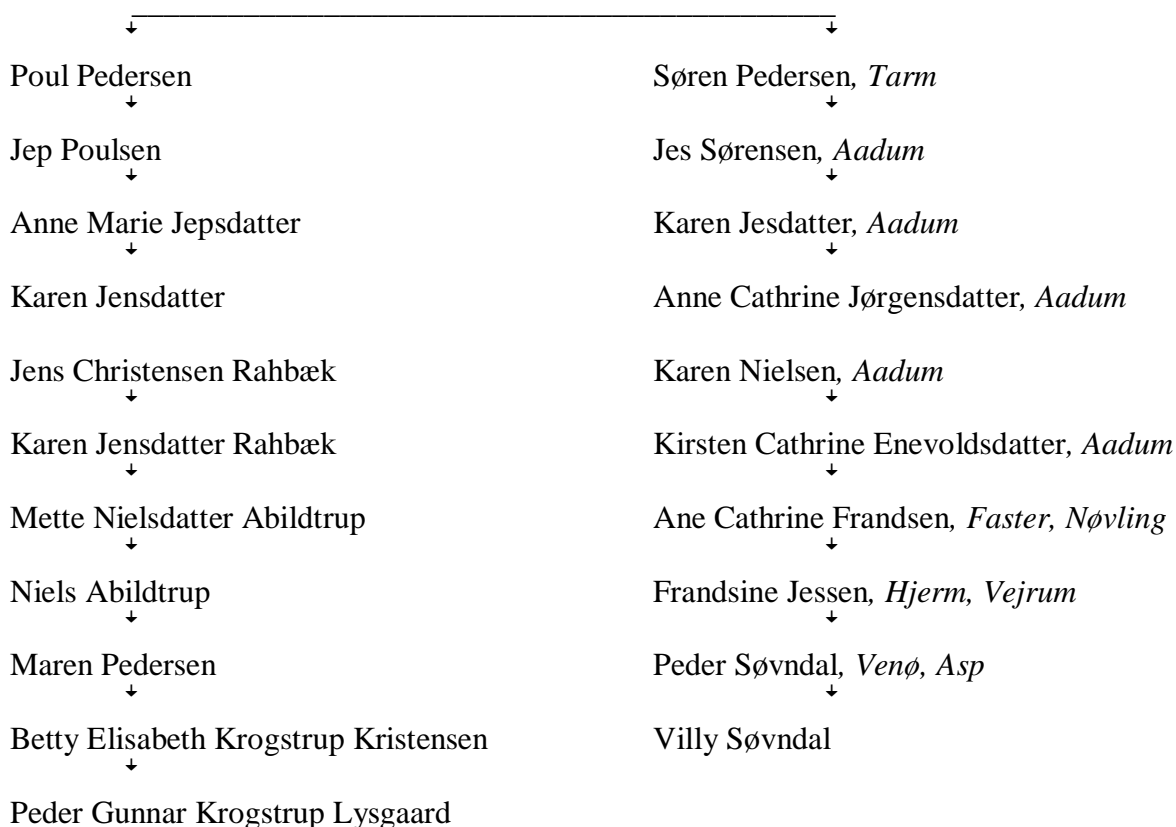 Poul Pedersen Søren Pedersen, Tarm
Jep Poulsen Jes Sørensen, Aadum
Anne Marie Jepsdatter Karen Jesdatter, Aadum
Karen Jensdatter Anne Cathrine Jørgensdatter, Aadum
Jens Christensen Rahbæk Karen Nielsen, Aadum
Karen Jensdatter Rahbæk Kirsten Cathrine Enevoldsdatter, Aadum
Mette Nielsdatter Abildtrup Ane Cathrine Frandsen, Faster, Nøvling
Niels Abildtrup Frandsine Jessen, Hjerm, Vejrum
Maren Pedersen Peder Søvndal, Venø, Asp
Betty Elisabeth Krogstrup Kristensen Villy Søvndal
Peder Gunnar Krogstrup Lysgaard